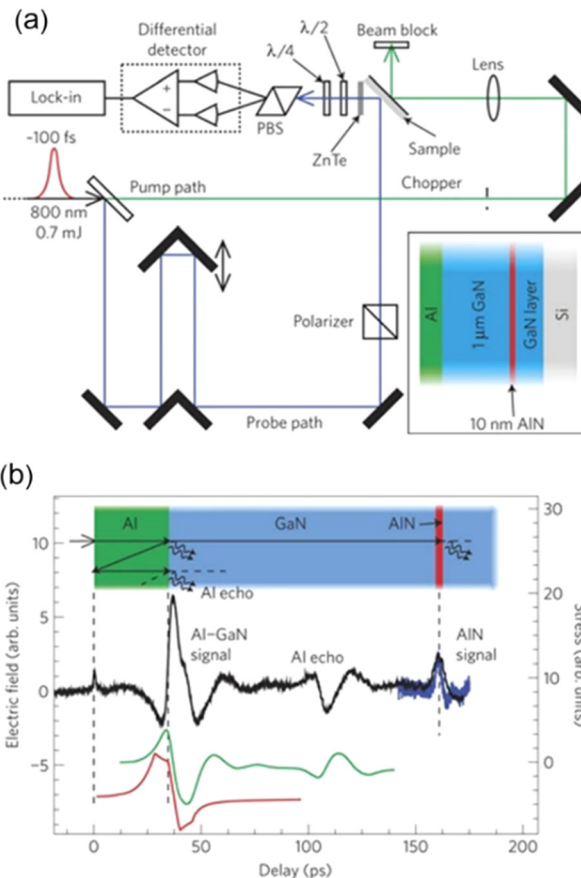 (a)
Differential
detector
λ/4
λ/2
Beam block
Lens
Lock-in
+
−
PBS
ZnTe
Sample
~100 fs
Pump path
Chopper
800 nm
0.7 mJ
Polarizer
Al
1 μm GaN
GaN layer
Si
10 nm AlN
Probe path
(b)
Al
GaN
AlN
Al echo
Al–GaN
signal
Al echo
AlN
signal
Electric field (arb. units)
10
5
0
−5
Stress (arb. units)
30
20
10
0
0
50
100
150
200
Delay (ps)